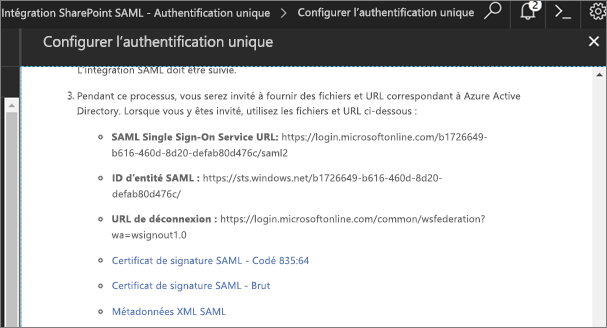 Intégration SharePoint SAML - Authentification unique > Configurer l'authentification unique 2
Configurer l'authentification unique
L'intégration SAML doit être suivie.
3. Pendant ce processus, vous serez invité à fournir des fichiers et URL correspondant à Azure Active
Directory. Lorsque vous y êtes invité, utilisez les fichiers et URL ci-dessous :
SAML Single Sign-On Service URL: https://login.microsoftonline.com/b1726649-
b616-460d-8d20-defab80d476c/saml2
ID d'entité SAML : https://sts.windows.net/b1726649-b616-460d-8d20-
defab80d476c/
URL de déconnexion : https://login.microsoftonline.com/common/wsfederation?
wa=wsignout1.0
Certificat de signature SAML - Codé 835:64
Certificat de signature SAML - Brut
Métadonnées XML SAML